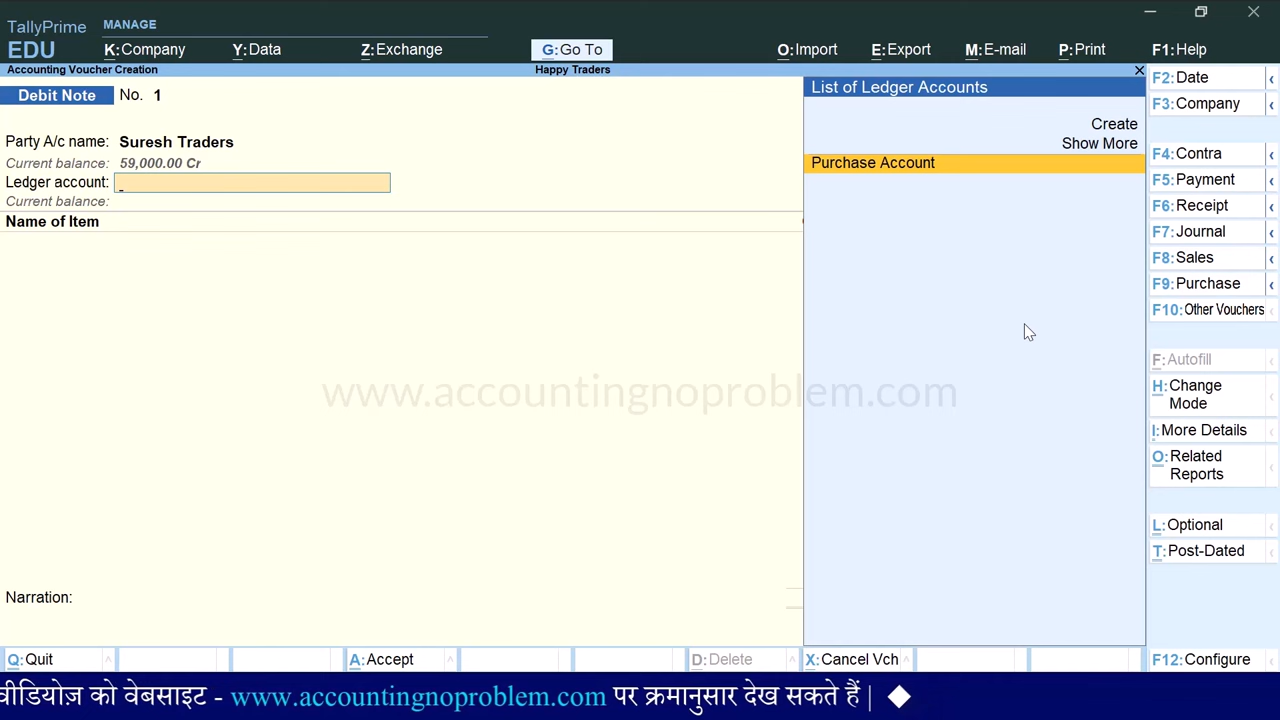 TallyPrime
EDU
MANAGE
K:Company Y:Data Z:Exchange G:Go To O:Import E:Export M:E-mail P:Print F1:Help
Accounting Voucher Creation Happy Traders
Debit Note No. 1
Party A/c name: Suresh Traders
Current balance: 59,000.00 Cr
Ledger account:
Current balance:
Name of Item
Narration:
List of Ledger Accounts
Create
Show More
Purchase Account
F2:Date
F3:Company
F4:Contra
F5:Payment
F6:Receipt
F7:Journal
F8:Sales
F9:Purchase
F10:Other Vouchers
F:Autofill
H:Change
Mode
I:More Details
O:Related
Reports
L:Optional
T:Post-Dated
www.accountingnoproblem.com
Q:Quit A:Accept D:Delete X:Cancel Vch F12:Configure
वीडियोज़ को वेबसाइट - www.accountingnoproblem.com पर क्रमानुसार देख सकते हैं | ◆